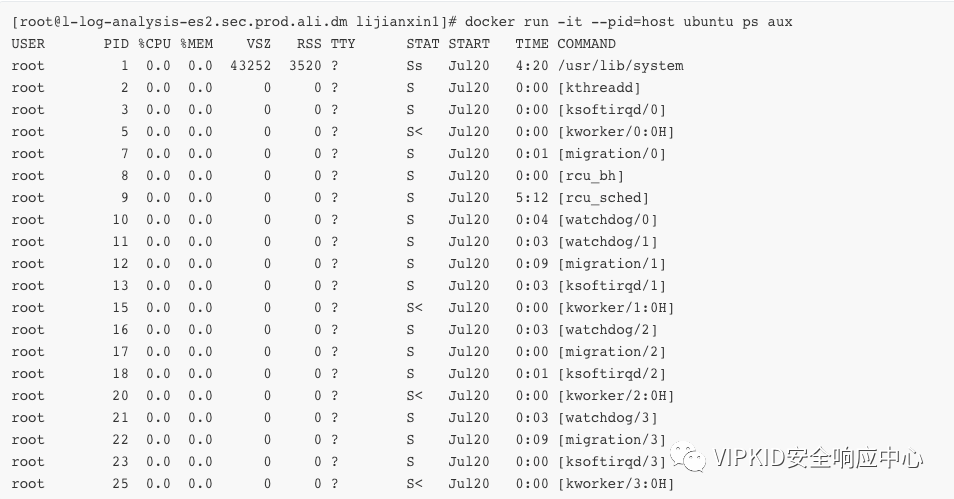 [root@l-log-analysis-es2.sec.prod.ali.dm lijianxin1]# docker run -it --pid=host ubuntu ps aux
USER PID %CPU %MEM VSZ RSS TTY STAT START TIME COMMAND
root 1 0.0 0.0 43252 3520 ? Ss Jul20 4:20 /usr/lib/system
root 2 0.0 0.0 0 0 ? S Jul20 0:00 [kthreadd]
root 3 0.0 0.0 0 0 ? S Jul20 0:00 [ksoftirqd/0]
root 5 0.0 0.0 0 0 ? S< Jul20 0:00 [kworker/0:0H]
root 7 0.0 0.0 0 0 ? S Jul20 0:01 [migration/0]
root 8 0.0 0.0 0 0 ? S Jul20 0:00 [rcu_bh]
root 9 0.0 0.0 0 0 ? S Jul20 5:12 [rcu_sched]
root 10 0.0 0.0 0 0 ? S Jul20 0:04 [watchdog/0]
root 11 0.0 0.0 0 0 ? S Jul20 0:03 [watchdog/1]
root 12 0.0 0.0 0 0 ? S Jul20 0:09 [migration/1]
root 13 0.0 0.0 0 0 ? S Jul20 0:03 [ksoftirqd/1]
root 15 0.0 0.0 0 0 ? S< Jul20 0:00 [kworker/1:0H]
root 16 0.0 0.0 0 0 ? S Jul20 0:03 [watchdog/2]
root 17 0.0 0.0 0 0 ? S Jul20 0:00 [migration/2]
root 18 0.0 0.0 0 0 ? S Jul20 0:01 [ksoftirqd/2]
root 20 0.0 0.0 0 0 ? S< Jul20 0:00 [kworker/2:0H]
root 21 0.0 0.0 0 0 ? S Jul20 0:03 [watchdog/3]
root 22 0.0 0.0 0 0 ? S Jul20 0:09 [migration/3]
root 23 0.0 0.0 0 0 ? S Jul20 0:00 [ksoftirqd/3]
VIPKID安全响应中心
root 25 0.0 0.0 0 0 ? S< Jul20 0:00 [kworker/3:0H]